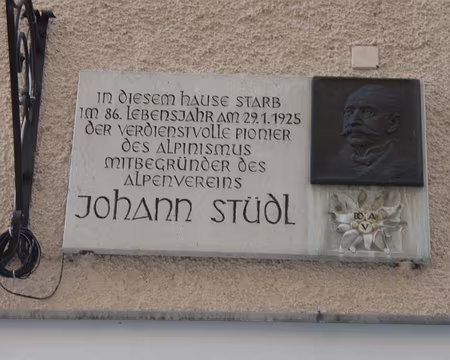 IN DIESEM HAUSE STARB
IM 86. LEBENSJAHR AM 29.1.1925
DER VERDIENSTVOLLE PIONIER
DES ALPINISMUS
MITBEGRÜNDER DES
ALPENVEREINS
JOHANN STÜDL
D A
V